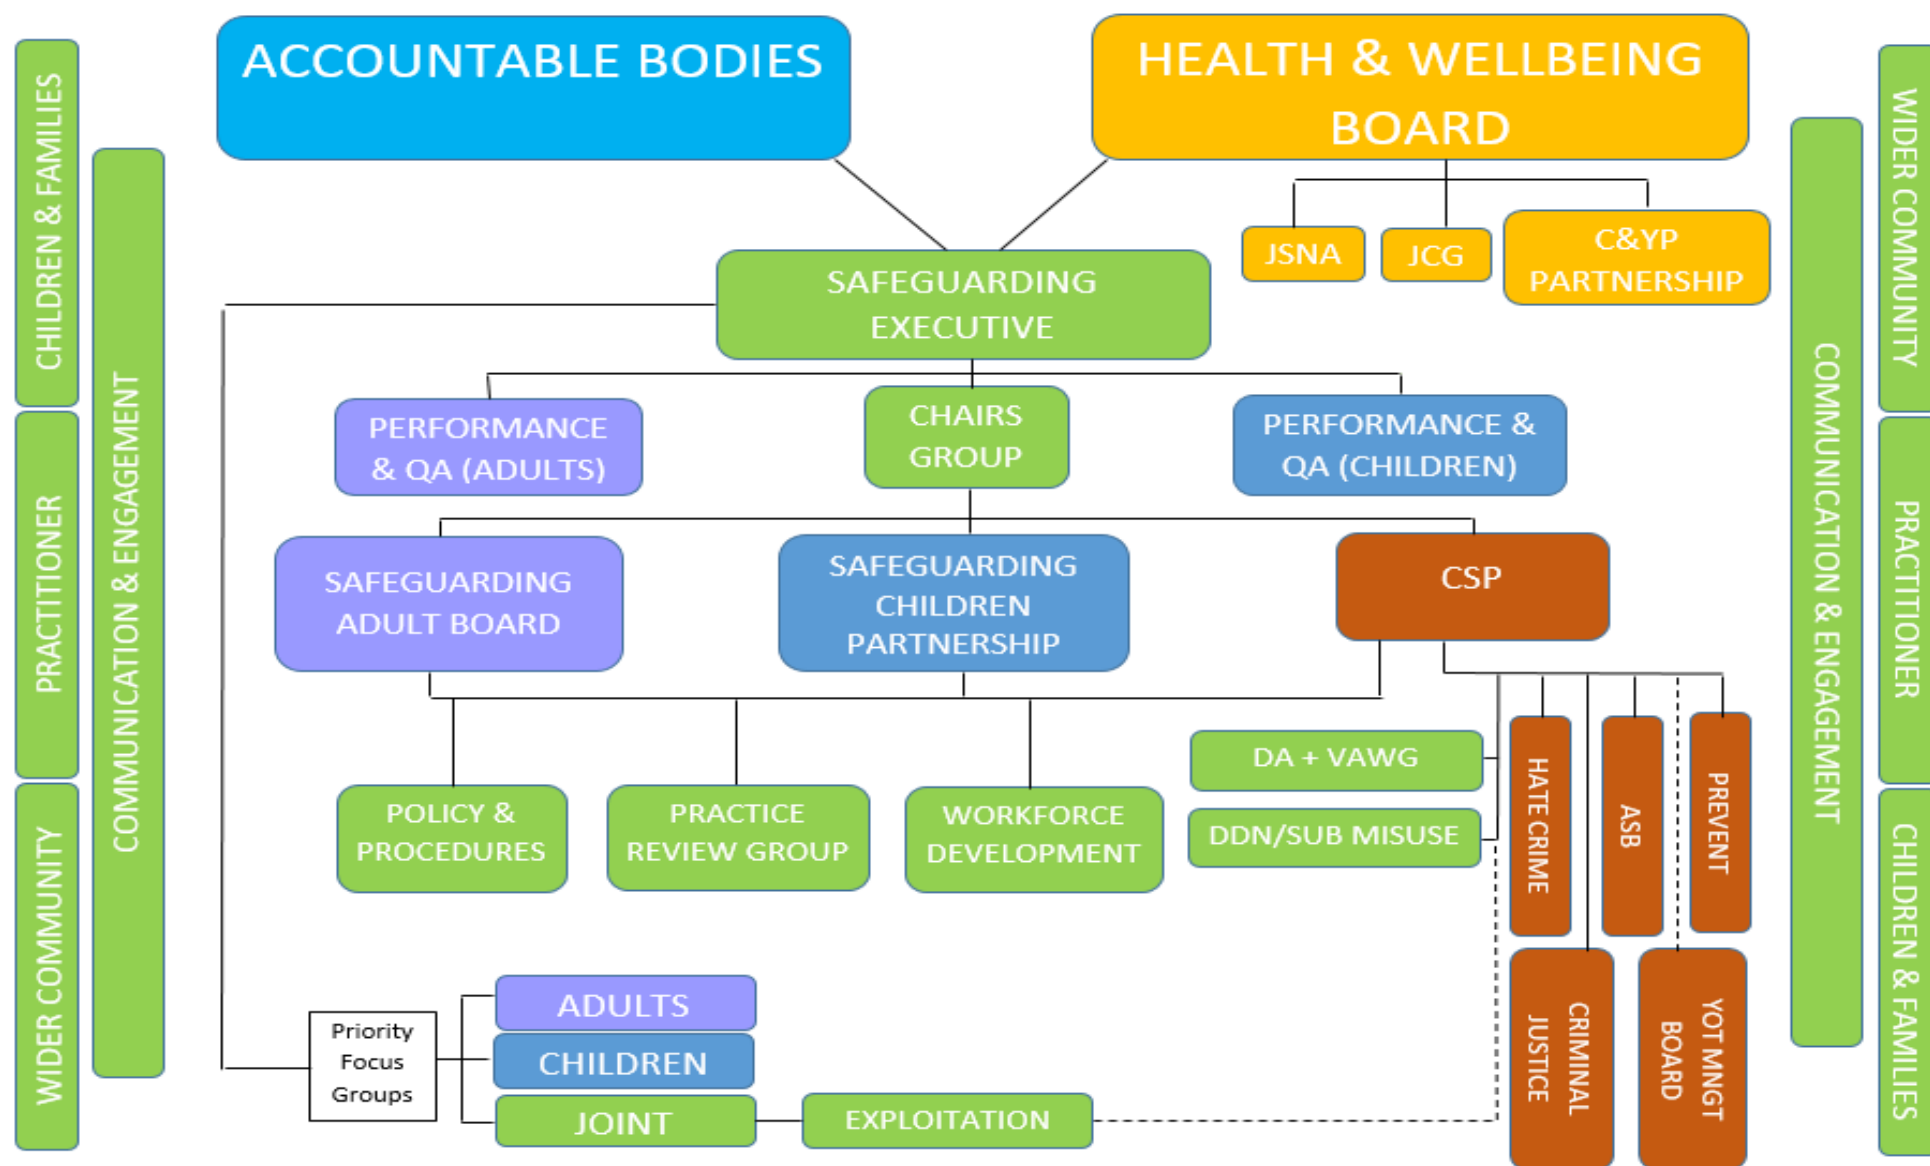 ACCOUNTABLE BODIES
HEALTH & WELLBEING
BOARD
JSNA
JCG
C&YP
PARTNERSHIP
SAFEGUARDING
EXECUTIVE
PERFORMANCE
& QA (ADULTS)
CHAIRS
GROUP
PERFORMANCE &
QA (CHILDREN)
SAFEGUARDING
ADULT BOARD
SAFEGUARDING
CHILDREN
PARTNERSHIP
CSP
POLICY &
PROCEDURES
PRACTICE
REVIEW GROUP
WORKFORCE
DEVELOPMENT
DA + VAWG
DDN/SUB MISUSE
HATE CRIME
ASB
PREVENT
CRIMINAL
JUSTICE
YOT MNGT
BOARD
Priority
Focus
Groups
ADULTS
CHILDREN
JOINT
EXPLOITATION
CHILDREN & FAMILIES
PRACTITIONER
WIDER COMMUNITY
COMMUNICATION & ENGAGEMENT
COMMUNICATION & ENGAGEMENT
WIDER COMMUNITY
PRACTITIONER
CHILDREN & FAMILIES